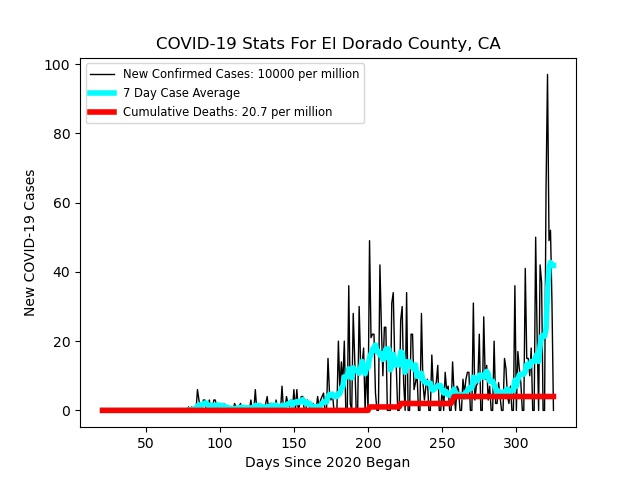 COVID-19 Stats For El Dorado County, CA
New Confirmed Cases: 10000 per million
7 Day Case Average
Cumulative Deaths: 20.7 per million
New COVID-19 Cases
100
80
60
40
20
0
50 100 150 200 250 300
Days Since 2020 Began